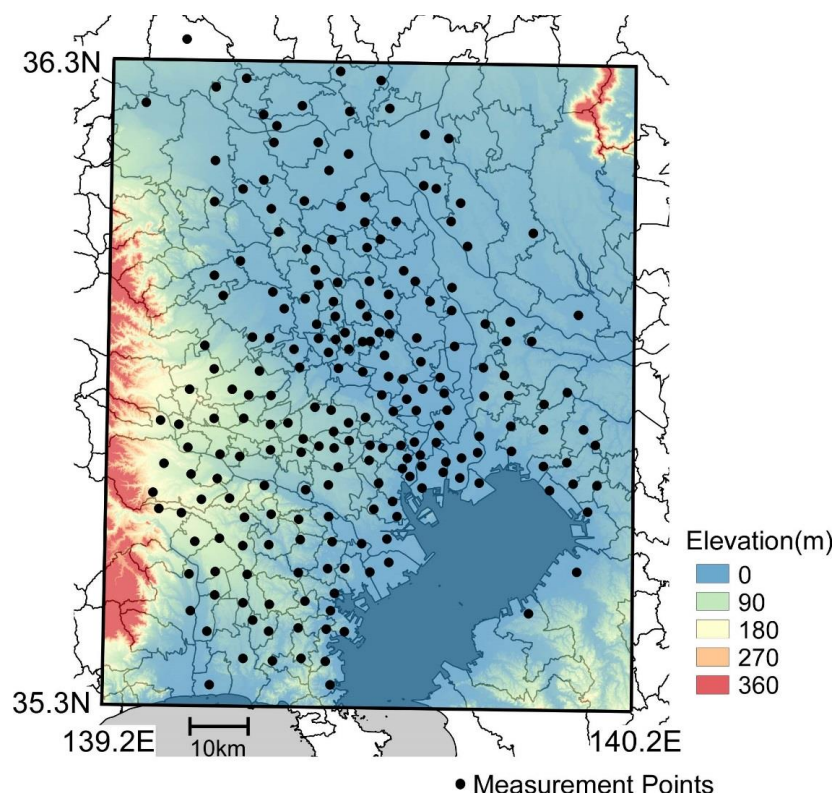 36.3N
Elevation(m)
0
90
180
270
360
35.3N
139.2E
140.2E
10km
Measurement Points